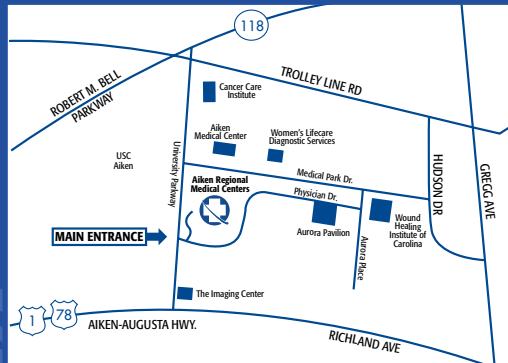 118
ROBERT M. BELL
PARKWAY
TROLLEY LINE RD
Cancer Care
Institute
Aiken
Medical Center
Women's Lifecare
Diagnostic Services
USC
Aiken
University Parkway
Medical Park Dr.
HUDSON DR
GREGG AVE
Aiken Regional
Medical Centers
Physician Dr.
Aurora Pavilion
Wound
Healing
Institute of
Carolina
MAIN ENTRANCE
Aurora Place
The Imaging Center
1
78
AIKEN-AUGUSTA HWY.
RICHLAND AVE